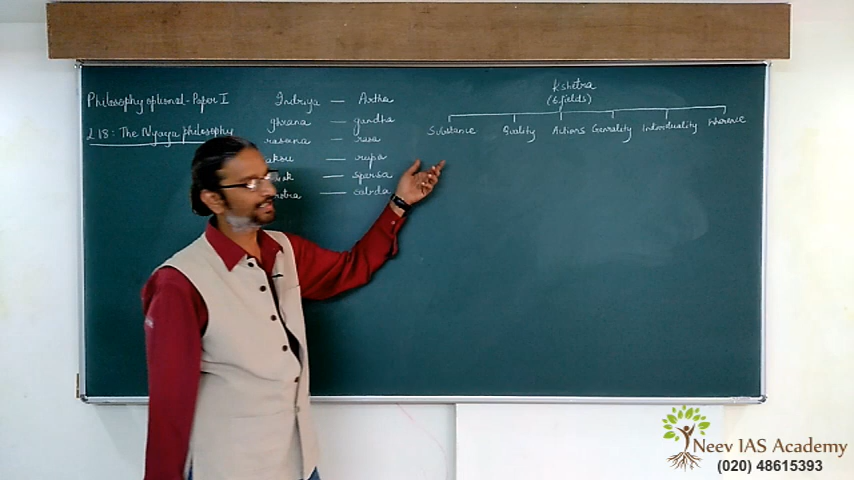 Philosophy optional - Paper I
L18: The Nyaya philosophy
Indriya — Artha
ghrana — gandha
rasana — rasa
aksu — rupa
— sparsa
— sabda
Kshetra
(6 fields)
Substance Quality Actions Generality Individuality Inherence
Neev IAS Academy
(020) 48615393